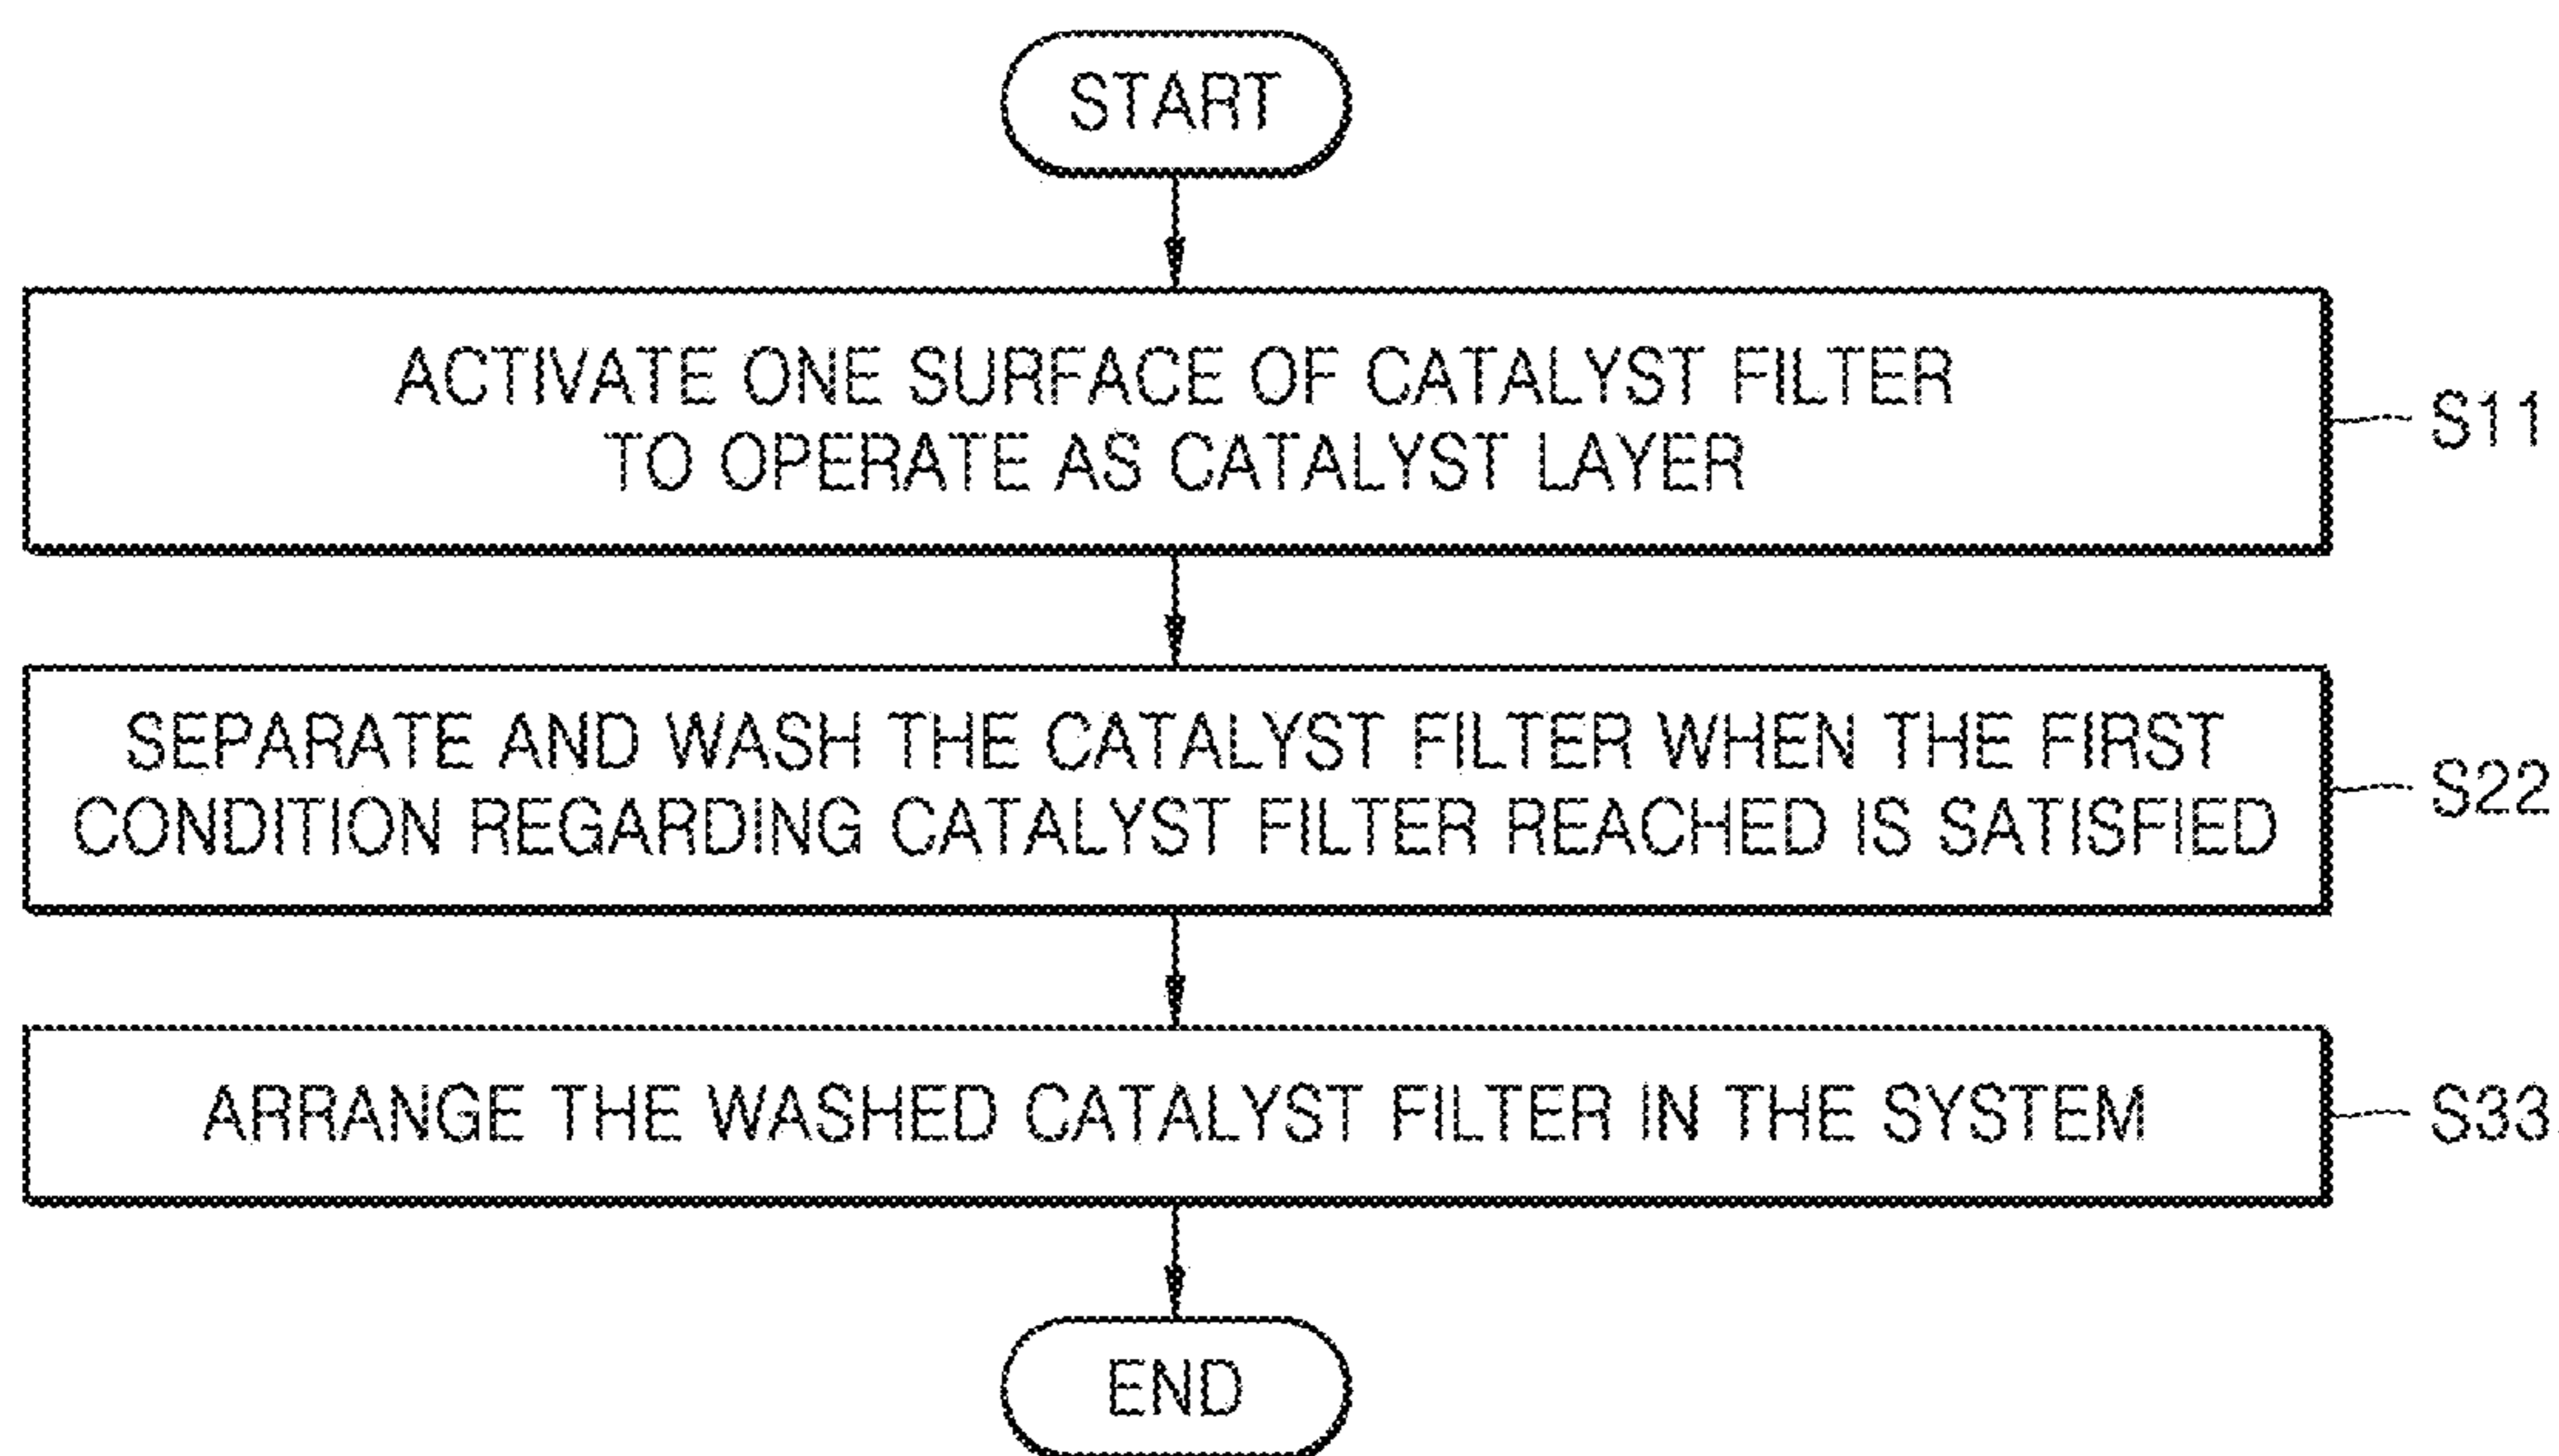 START
ACTIVATE ONE SURFACE OF CATALYST FILTER
TO OPERATE AS CATALYST LAYER
S11
SEPARATE AND WASH THE CATALYST FILTER WHEN THE FIRST
CONDITION REGARDING CATALYST FILTER REACHED IS SATISFIED
S22
ARRANGE THE WASHED CATALYST FILTER IN THE SYSTEM
S33
END